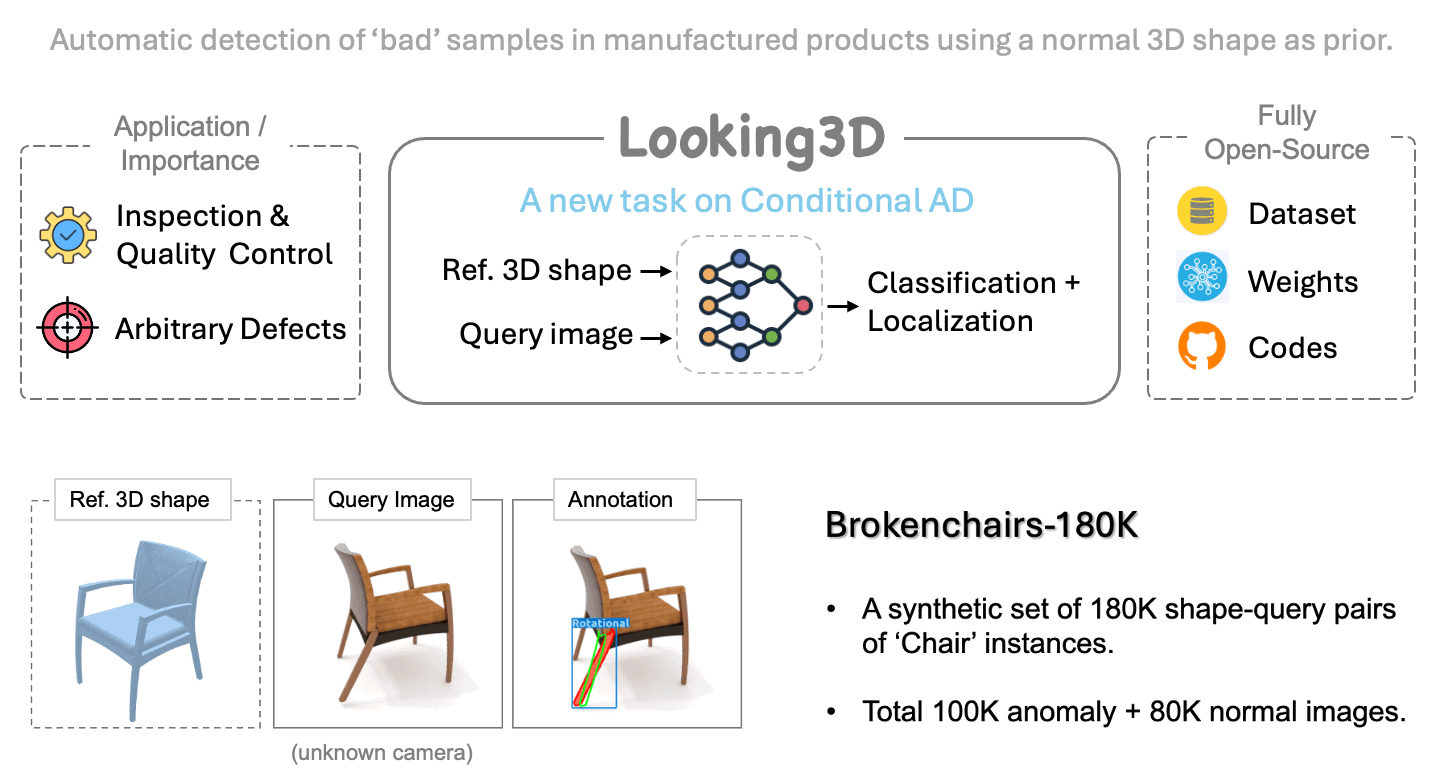 Automatic detection of ‘bad’ samples in manufactured products using a normal 3D shape as prior.
Application /
Importance
Inspection &
Quality Control
Arbitrary Defects
Looking3D
A new task on Conditional AD
Ref. 3D shape
Query image
Classification +
Localization
Fully
Open-Source
Dataset
Weights
Codes
Ref. 3D shape
Query Image
(unknown camera)
Annotation
Rotational
Brokenchairs-180K
• A synthetic set of 180K shape-query pairs
of ‘Chair’ instances.
• Total 100K anomaly + 80K normal images.